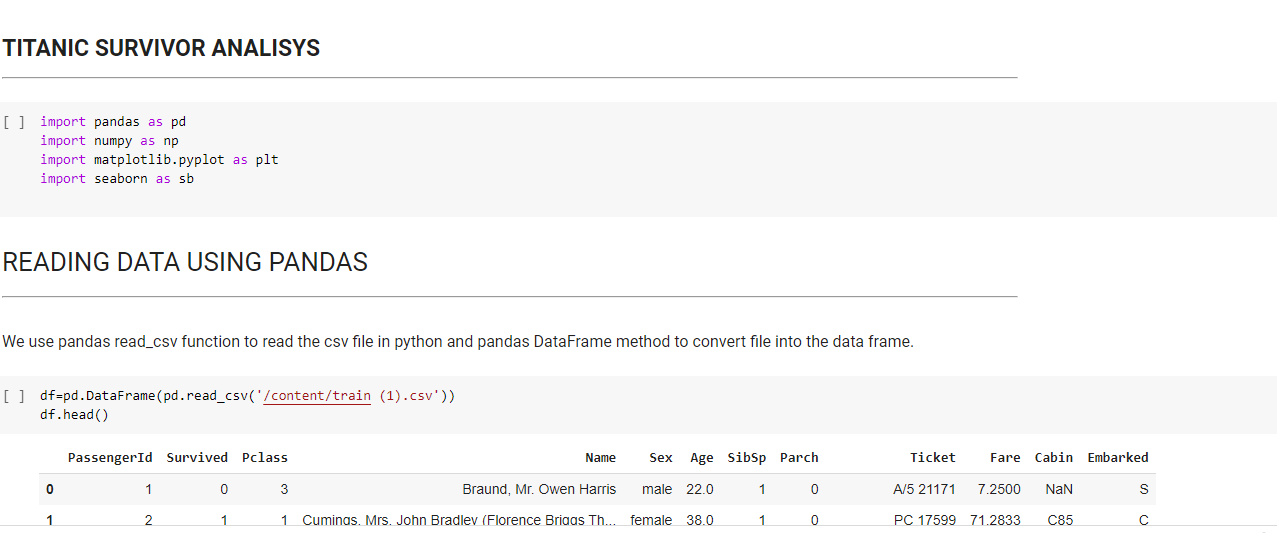 TITANIC SURVIVOR ANALISYS
[ ] import pandas as pd
import numpy as np
import matplotlib.pyplot as plt
import seaborn as sb
READING DATA USING PANDAS
We use pandas read_csv function to read the csv file in python and pandas DataFrame method to convert file into the data frame.
[ ] df=pd.DataFrame(pd.read_csv('/content/train (1).csv'))
df.head()
PassengerId Survived Pclass Name Sex Age SibSp Parch Ticket Fare Cabin Embarked
0 1 0 3 Braund, Mr. Owen Harris male 22.0 1 0 A/5 21171 7.2500 NaN S
1 2 1 1 Cumings, Mrs. John Bradley (Florence Briggs Th... female 38.0 1 0 PC 17599 71.2833 C85 C